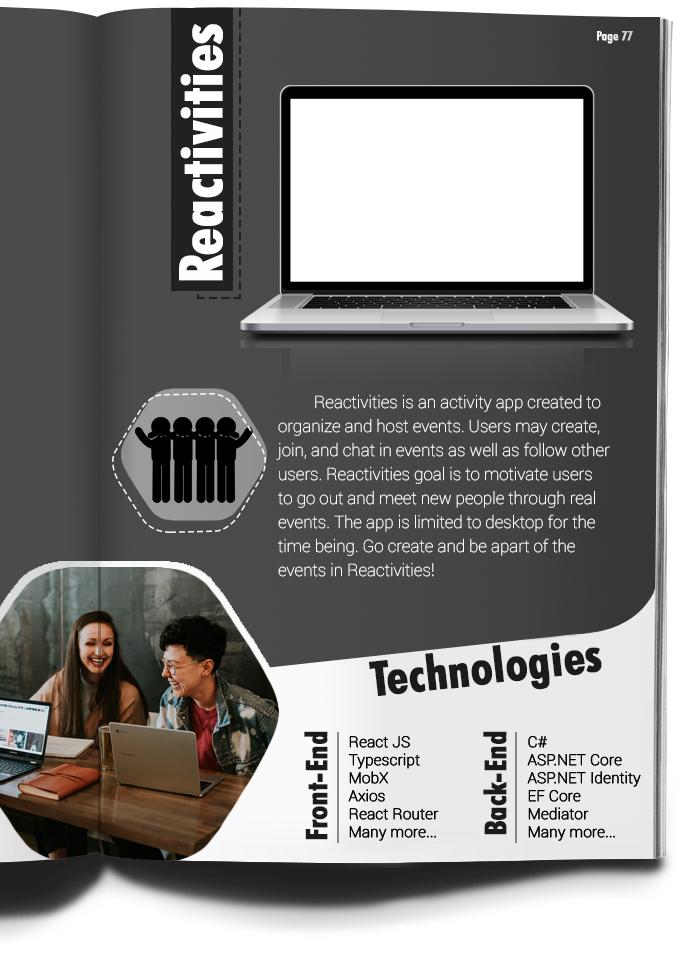 Page 77
Reactivities
Reactivities is an activity app created to
organize and host events. Users may create,
join, and chat in events as well as follow other
users. Reactivities goal is to motivate users
to go out and meet new people through real
events. The app is limited to desktop for the
time being. Go create and be apart of the
events in Reactivities!
Technologies
Front-End
React JS
Typescript
MobX
Axios
React Router
Many more...
Back-End
C#
ASP.NET Core
ASP.NET Identity
EF Core
Mediator
Many more...